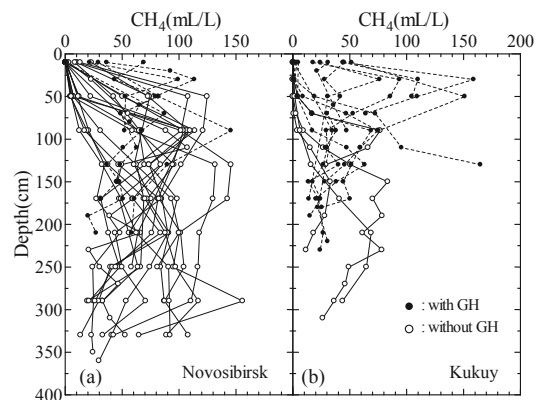 CH4(mL/L) CH4(mL/L)
0 50 100 150 0 50 100 150 200
Depth(cm)
0
50
100
150
200
250
300
350
400
● : with GH
○ : without GH
(a) Novosibirsk (b) Kukuy